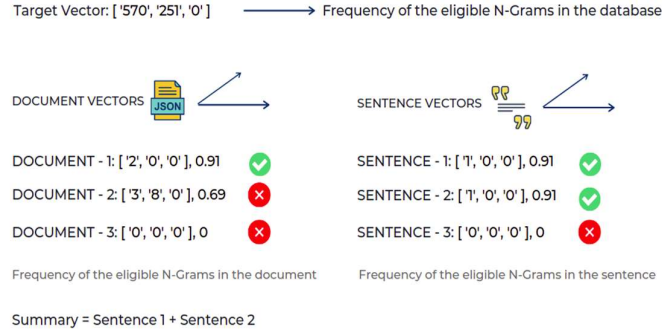 Target Vector: [ '570', '251', '0' ] Frequency of the eligible N-Grams in the database
DOCUMENT VECTORS
JSON
DOCUMENT - 1: [ '2', '0', '0' ], 0.91
DOCUMENT - 2: [ '3', '8', '0' ], 0.69
DOCUMENT - 3: [ '0', '0', '0' ], 0
Frequency of the eligible N-Grams in the document
SENTENCE VECTORS
SENTENCE - 1: [ '1', '0', '0' ], 0.91
SENTENCE - 2: [ '1', '0', '0' ], 0.91
SENTENCE - 3: [ '0', '0', '0' ], 0
Frequency of the eligible N-Grams in the sentence
Summary = Sentence 1 + Sentence 2